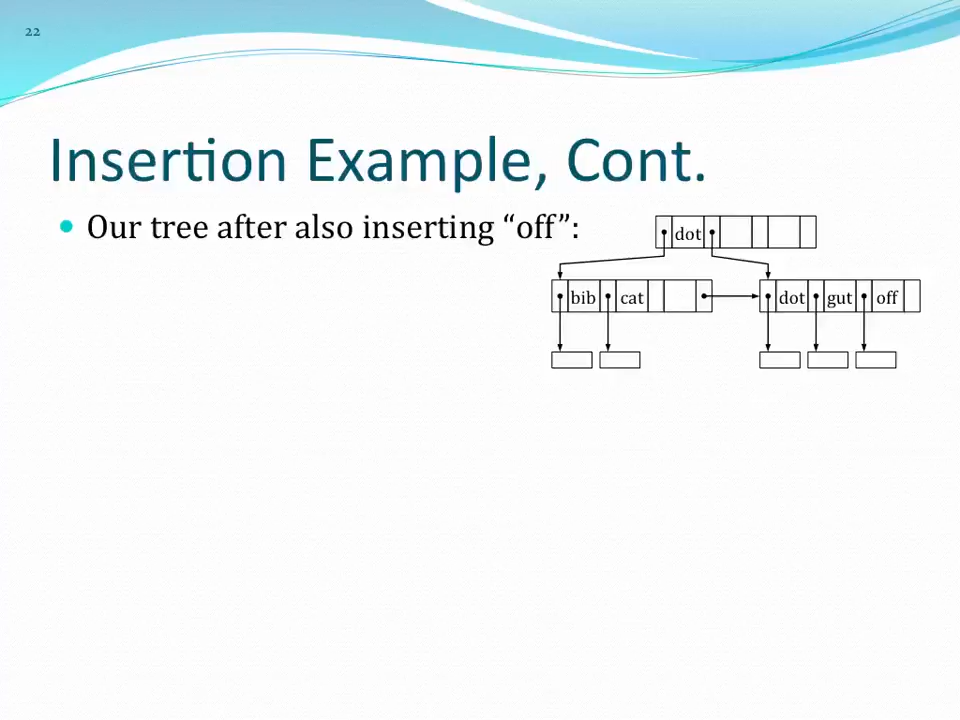 22
Insertion Example, Cont.
• Our tree after also inserting “off”:
dot
bib cat dot gut off